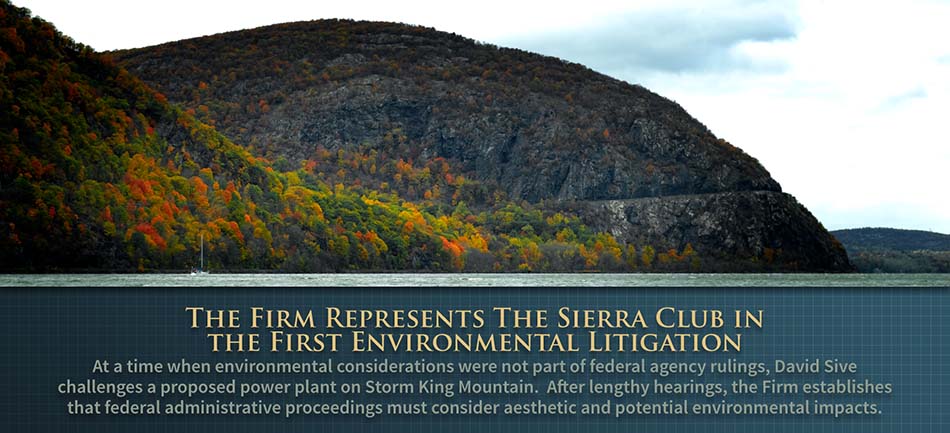 The Firm Represents The Sierra Club in
the First Environmental Litigation
At a time when environmental considerations were not part of federal agency rulings, David Sive
challenges a proposed power plant on Storm King Mountain. After lengthy hearings, the Firm establishes
that federal administrative proceedings must consider aesthetic and potential environmental impacts.